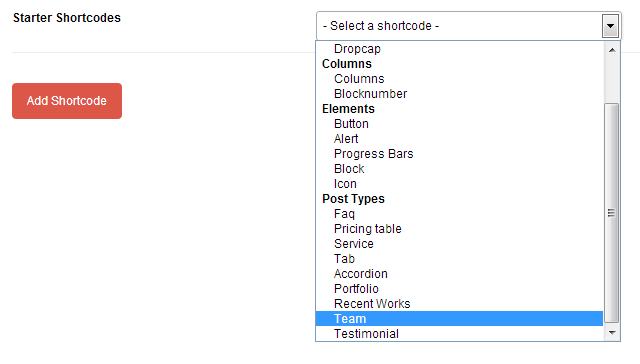 Starter Shortcodes
- Select a shortcode -
Dropcap
Columns
Columns
Blocknumber
Elements
Button
Alert
Progress Bars
Block
Icon
Post Types
Faq
Pricing table
Service
Tab
Accordion
Portfolio
Recent Works
Team
Testimonial
Add Shortcode